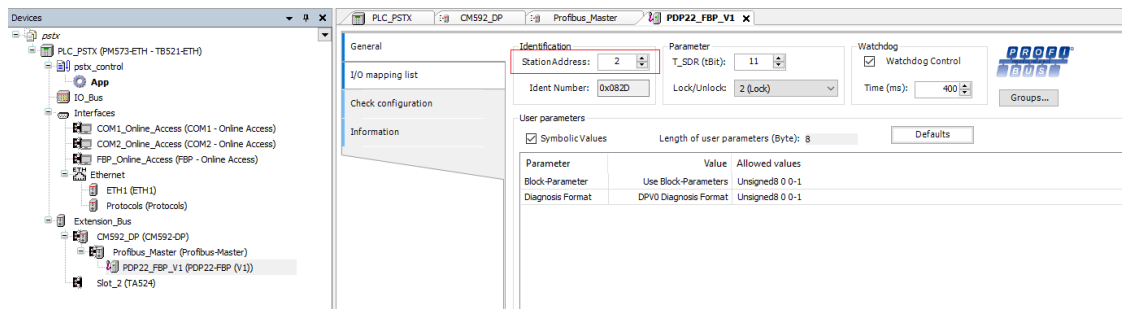 Devices
pstx
PLC_PSTX (PM573-ETH - TB521-ETH)
pstx_control
App
IO_Bus
Interfaces
COM1_Online_Access (COM1 - Online Access)
COM2_Online_Access (COM2 - Online Access)
FBP_Online_Access (FBP - Online Access)
Ethernet
ETH1 (ETH1)
Protocols (Protocols)
Extension_Bus
CM592_DP (CM592-DP)
Profibus_Master (Profibus-Master)
PDP22_FBP_V1 (PDP22-FBP (V1))
Slot_2 (TA524)
PLC_PSTX CM592_DP Profibus_Master PDP22_FBP_V1
General
I/O mapping list
Check configuration
Information
Identification
Station Address: 2
Ident Number: 0x082D
Parameter
T_SDR (tBit): 11
Lock/Unlock: 2 (Lock)
Watchdog
Watchdog Control
Time (ms): 400
PROFI
BUS
Groups...
User parameters
Symbolic Values Length of user parameters (Byte): 8 Defaults
Parameter Value Allowed values
Block-Parameter Use Block-Parameters Unsigned8 0 0-1
Diagnosis Format DPV0 Diagnosis Format Unsigned8 0 0-1